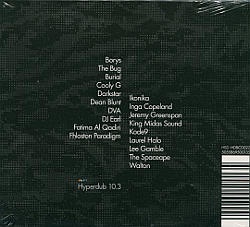 Borys
The Bug
Burial
Cooly G
Darkstar
Dean Blunt
DVA
DJ Earl
Fatima Al Qadiri
Fhloston Paradigm
Ikonika
Inga Copeland
Jeremy Greenspan
King Midas Sound
Kode9
Laurel Halo
Lee Gamble
The Spaceape
Walton
Hyperdub 10.3